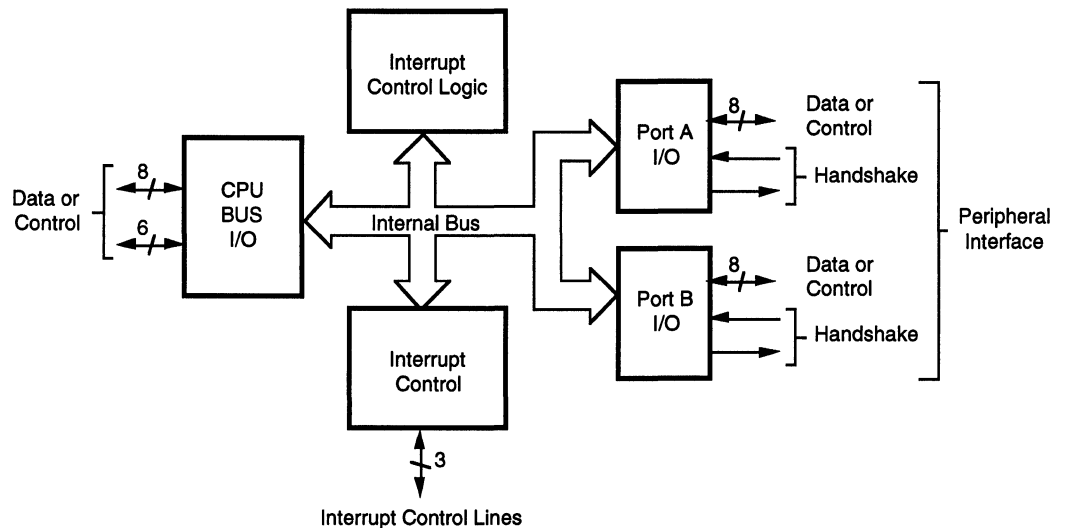 Interrupt
Control Logic
CPU
BUS
I/O
Data or
Control
8
6
Internal Bus
Port A
I/O
8
Data or
Control
Handshake
Port B
I/O
8
Data or
Control
Handshake
Peripheral
Interface
Interrupt
Control
3
Interrupt Control Lines